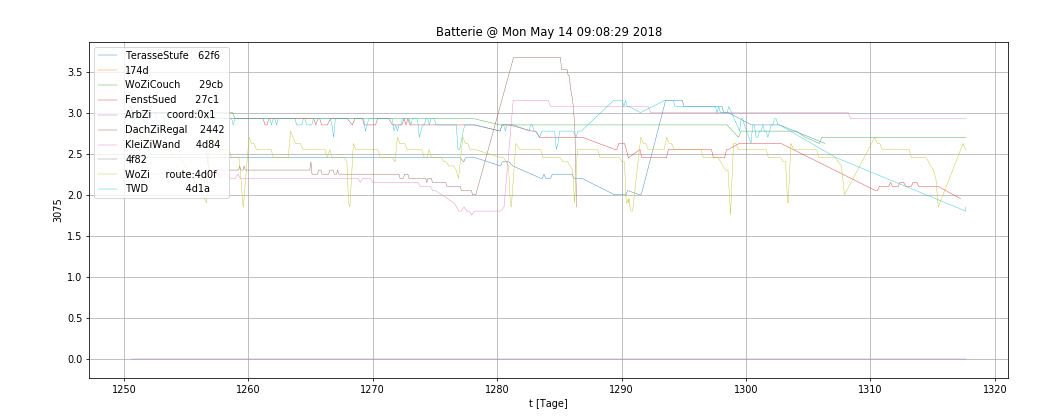 Batterie @ Mon May 14 09:08:29 2018
TerasseStufe 62f6
174d
WoZiCouch 29cb
FenstSued 27c1
ArbZi coord:0x1
DachZiRegal 2442
KleiZiWand 4d84
4f82
WoZi route:4d0f
TWD 4d1a
3.5
3.0
2.5
2.0
1.5
1.0
0.5
0.0
3075
1250 1260 1270 1280 1290 1300 1310 1320
t [Tage]